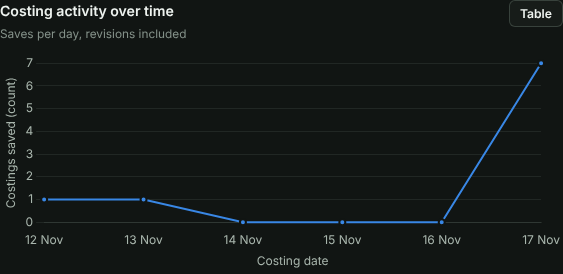 Costing activity over time
Table
Saves per day, revisions included
Costings saved (count)
7
6
5
4
3
2
1
0
12 Nov
13 Nov
14 Nov
15 Nov
16 Nov
17 Nov
Costing date